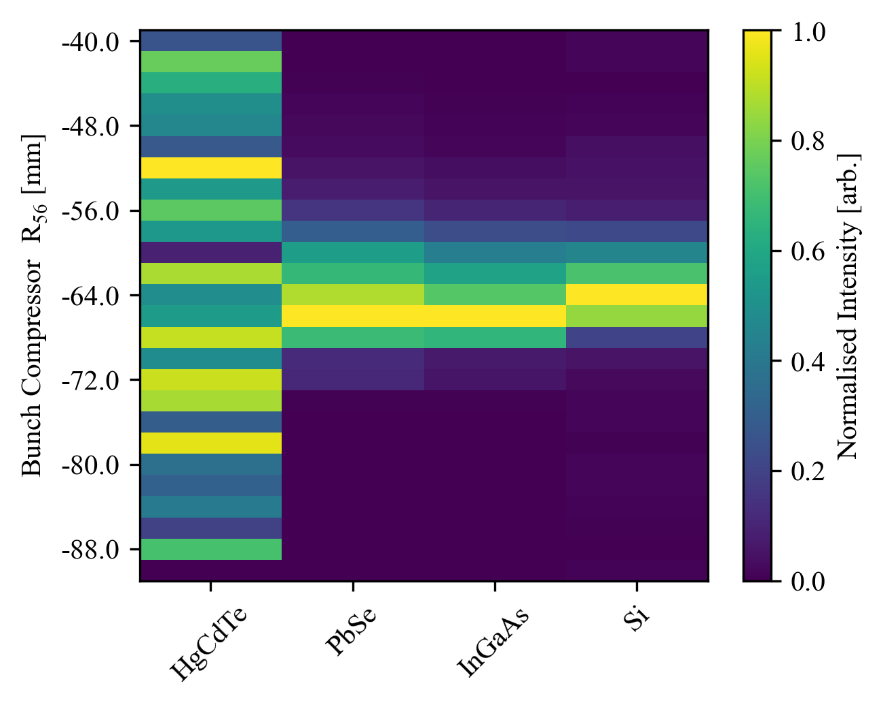 -40.0
-48.0
-56.0
-64.0
-72.0
-80.0
-88.0
Bunch Compressor R56 [mm]
HgCdTe
PbSe
InGaAs
Si
1.0
0.8
0.6
0.4
0.2
0.0
Normalised Intensity [arb.]